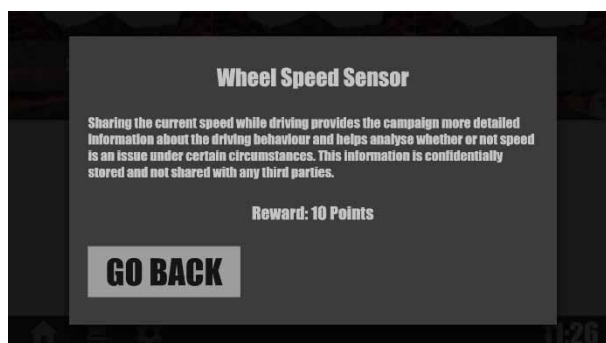 Wheel Speed Sensor
Sharing the current speed while driving provides the campaign more detailed
Information about the driving behaviour and helps analyse whether or not speed
is an issue under certain circumstances. This information is confidentially
stored and not shared with any third parties.
Reward: 10 Points
GO BACK